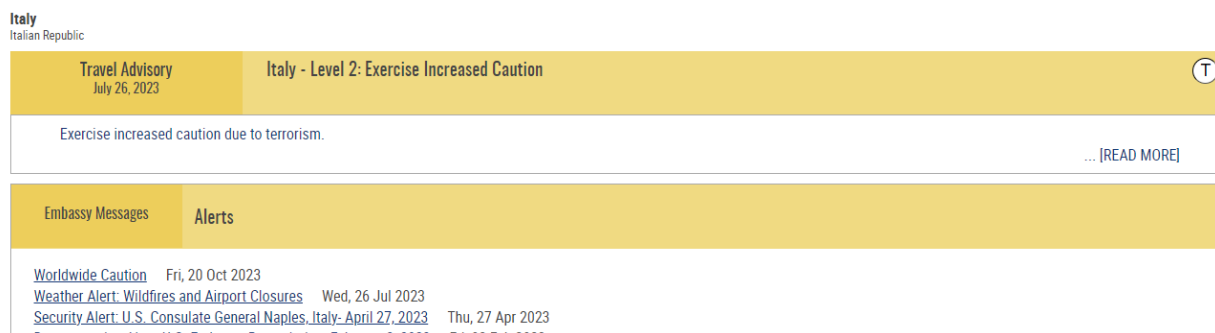 Italy
Italian Republic
Travel Advisory
July 26, 2023
Italy - Level 2: Exercise Increased Caution
T
Exercise increased caution due to terrorism.
... [READ MORE]
Embassy Messages
Alerts
Worldwide Caution Fri, 20 Oct 2023
Weather Alert: Wildfires and Airport Closures Wed, 26 Jul 2023
Security Alert: U.S. Consulate General Naples, Italy- April 27, 2023 Thu, 27 Apr 2023